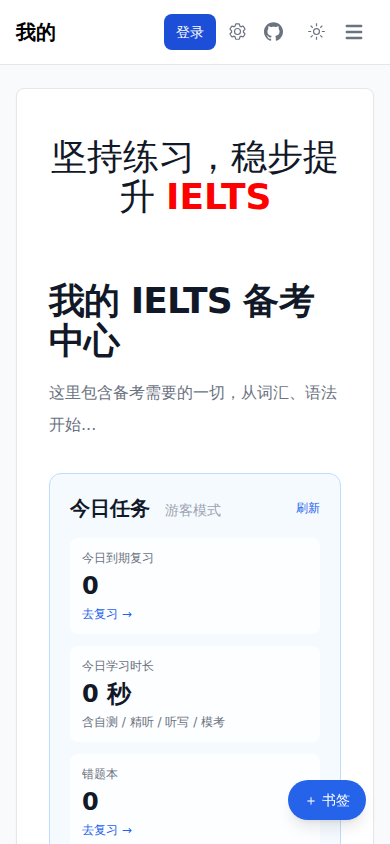 我的
登录
坚持练习，稳步提
升 IELTS
我的 IELTS 备考
中心
这里包含备考需要的一切，从词汇、语法
开始...
今日任务 游客模式 刷新
今日到期复习
0
去复习 →
今日学习时长
0 秒
含自测 / 精听 / 听写 / 模考
错题本
0
去复习 →
+ 书签